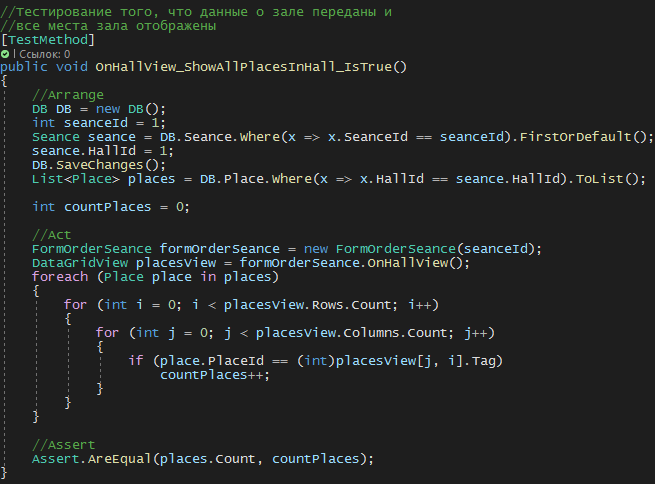 //Тестирование того, что данные о зале переданы и
//все места зала отображены
[TestMethod]
| Ссылок: 0
public void OnHallView_ShowAllPlacesInHall_IsTrue()
{
    //Arrange
    DB DB = new DB();
    int seanceId = 1;
    Seance seance = DB.Seance.Where(x => x.SeanceId == seanceId).FirstOrDefault();
    seance.HallId = 1;
    DB.SaveChanges();
    List<Place> places = DB.Place.Where(x => x.HallId == seance.HallId).ToList();

    int countPlaces = 0;

    //Act
    FormOrderSeance formOrderSeance = new FormOrderSeance(seanceId);
    DataGridView placesView = formOrderSeance.OnHallView();
    foreach (Place place in places)
    {
        for (int i = 0; i < placesView.Rows.Count; i++)
        {
            for (int j = 0; j < placesView.Columns.Count; j++)
            {
                if (place.PlaceId == (int)placesView[j, i].Tag)
                    countPlaces++;
            }
        }
    }

    //Assert
    Assert.AreEqual(places.Count, countPlaces);
}